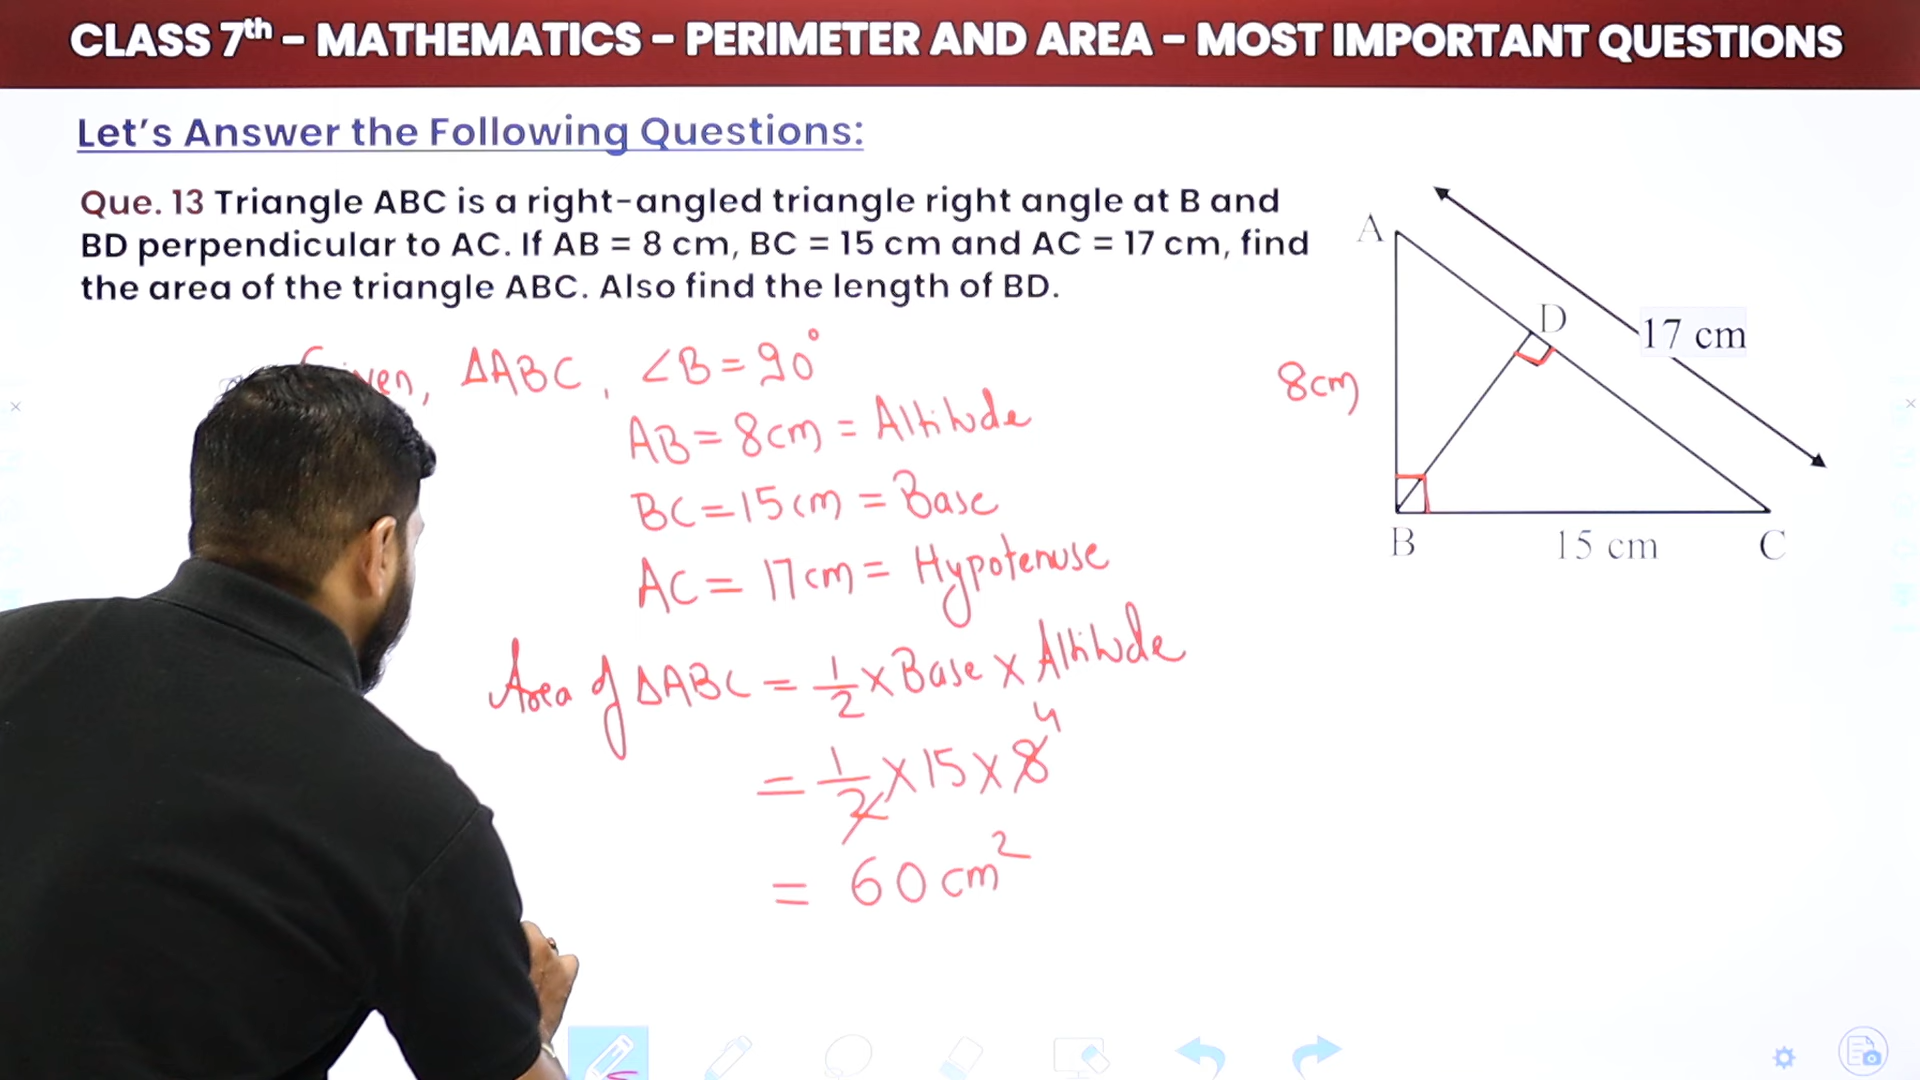 CLASS 7th – MATHEMATICS – PERIMETER AND AREA – MOST IMPORTANT QUESTIONS
Let's Answer the Following Questions:
Que. 13 Triangle ABC is a right-angled triangle right angle at B and
BD perpendicular to AC. If AB = 8 cm, BC = 15 cm and AC = 17 cm, find
the area of the triangle ABC. Also find the length of BD.
ΔABC, ∠B = 90°
AB = 8cm = Altitude
BC = 15cm = Base
AC = 17cm = Hypotenuse
Area of ΔABC = 1/2 × Base × Altitude
= 1/2 × 15 × 8 4
= 60 cm²
A
D
17 cm
8cm
B
15 cm
C